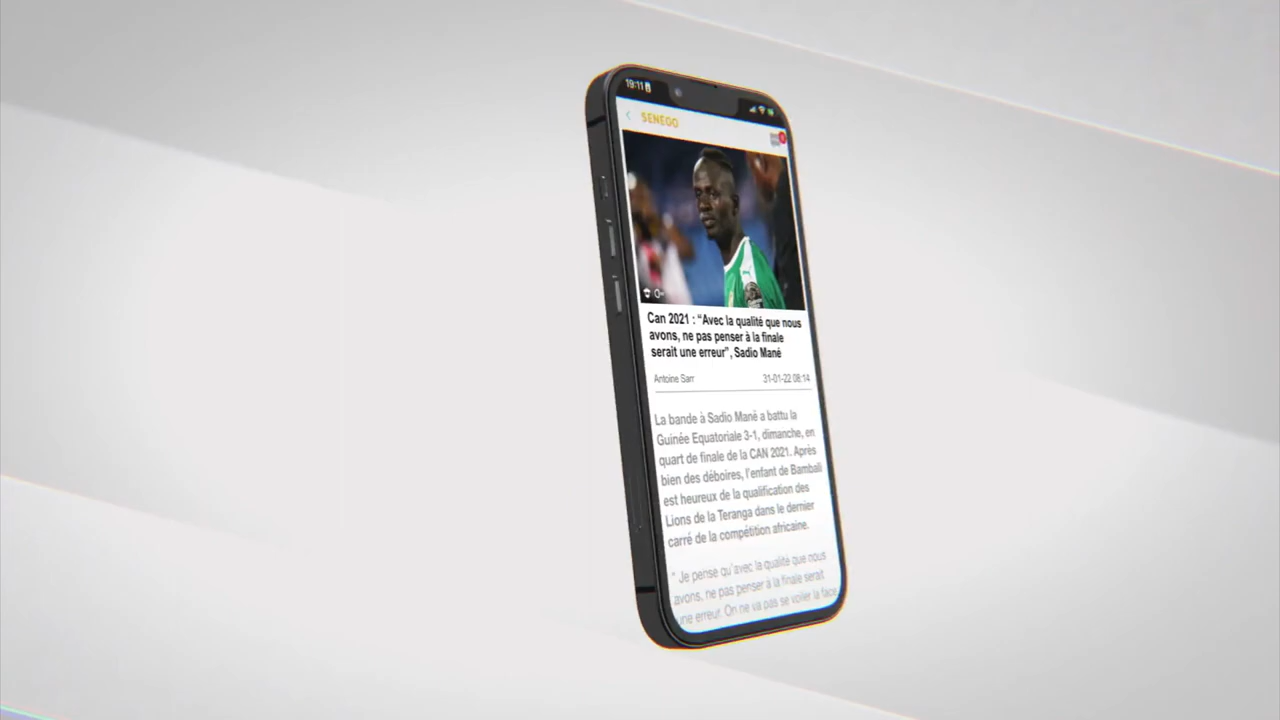 19:11
SENEGO
Can 2021 : “Avec la qualité que nous
avons, ne pas penser à la finale
serait une erreur”, Sadio Mané
Antoine Sarr 31-01-22 08:14
La bande à Sadio Mané a battu la
Guinée Equatoriale 3-1, dimanche, en
quart de finale de la CAN 2021. Après
bien des déboires, l’enfant de Bambali
est heureux de la qualification des
Lions de la Teranga dans le dernier
carré de la compétition africaine.
“ Je pense qu’avec la qualité que nous
avons, ne pas penser à la finale serait
une erreur. On ne va pas se voiler la face